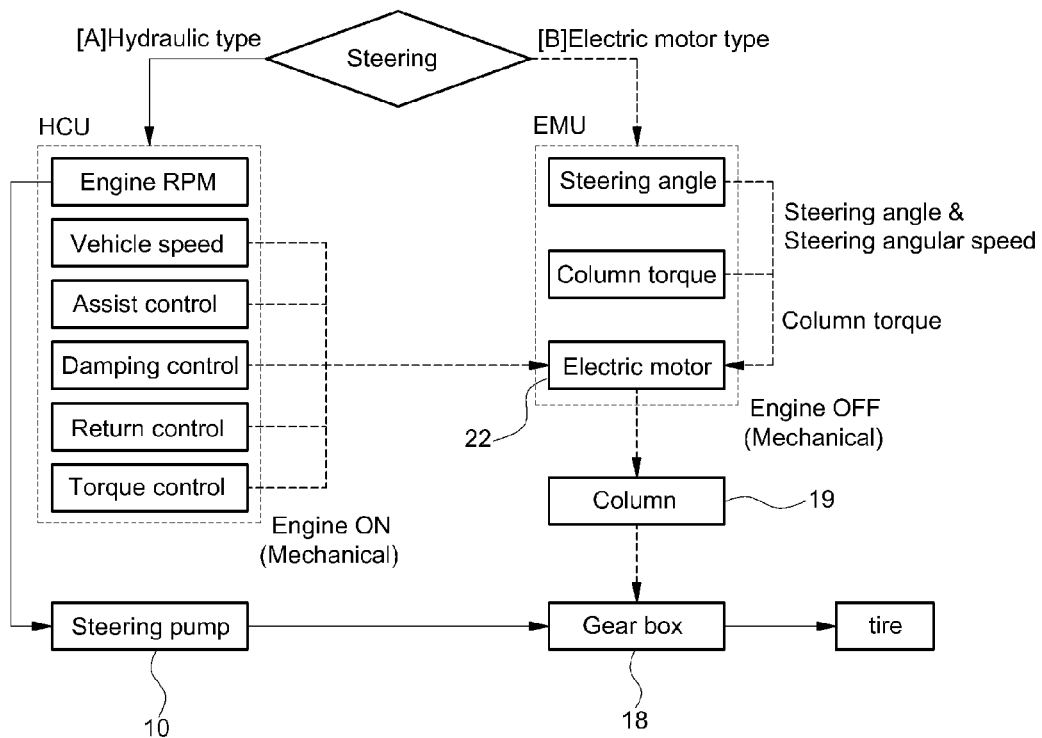 [A]Hydraulic type
Steering
[B]Electric motor type
HCU
Engine RPM
Vehicle speed
Assist control
Damping control
Return control
Torque control
Engine ON
(Mechanical)
EMU
Steering angle
Column torque
Electric motor
Steering angle &
Steering angular speed
Column torque
22
Engine OFF
(Mechanical)
Column
19
Steering pump
Gear box
tire
10
18